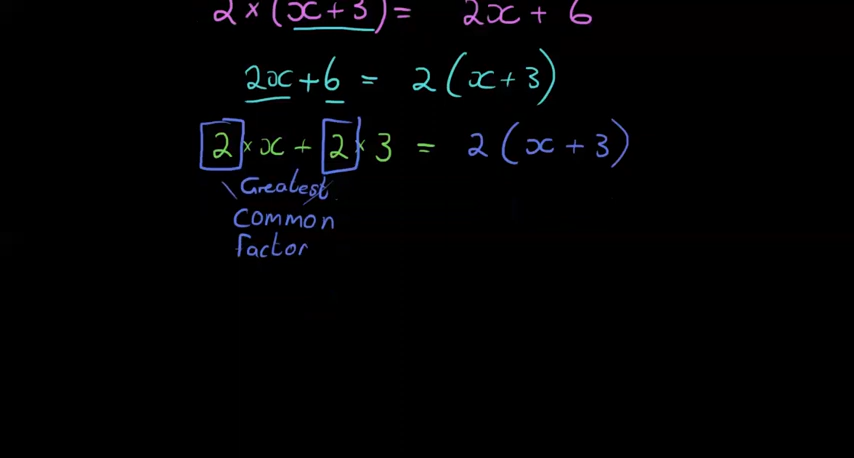 2 × (x + 3) = 2x + 6
2x + 6 = 2(x + 3)
2 × x + 2 × 3 = 2(x + 3)
Greatest
Common
factor